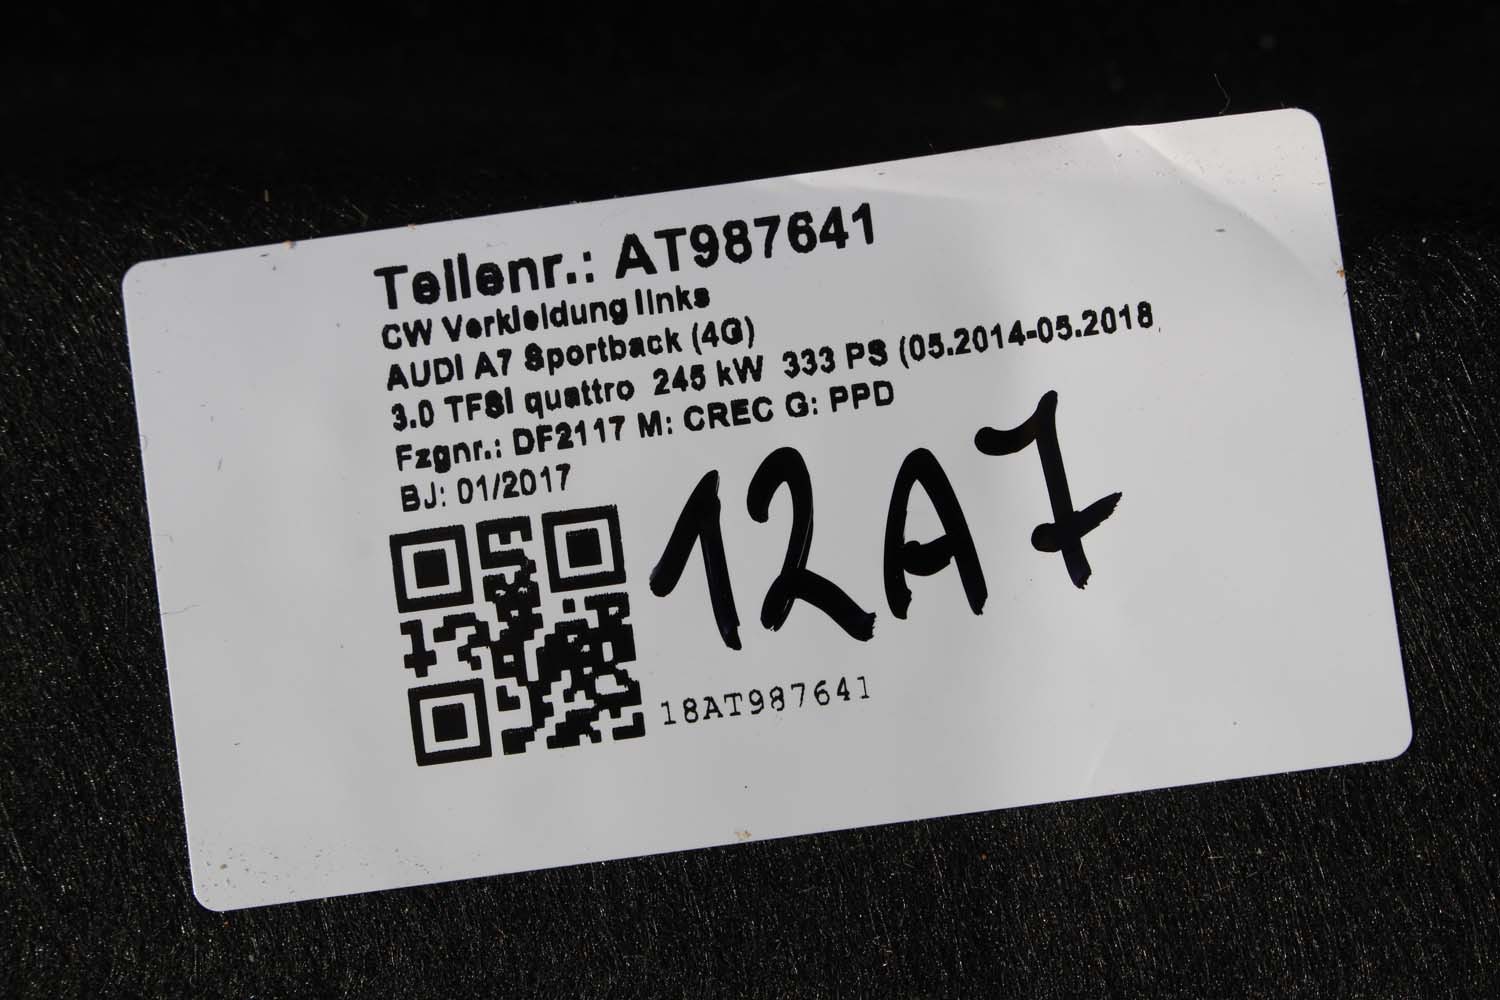 Teilenr.: AT987641
CW Verkleidung links
AUDI A7 Sportback (4G)
3.0 TFSI quattro 245 kW 333 PS (05.2014-05.2018
Fzgnr.: DF2117 M: CREC G: PPD
BJ: 01/2017
12A7
18AT987641